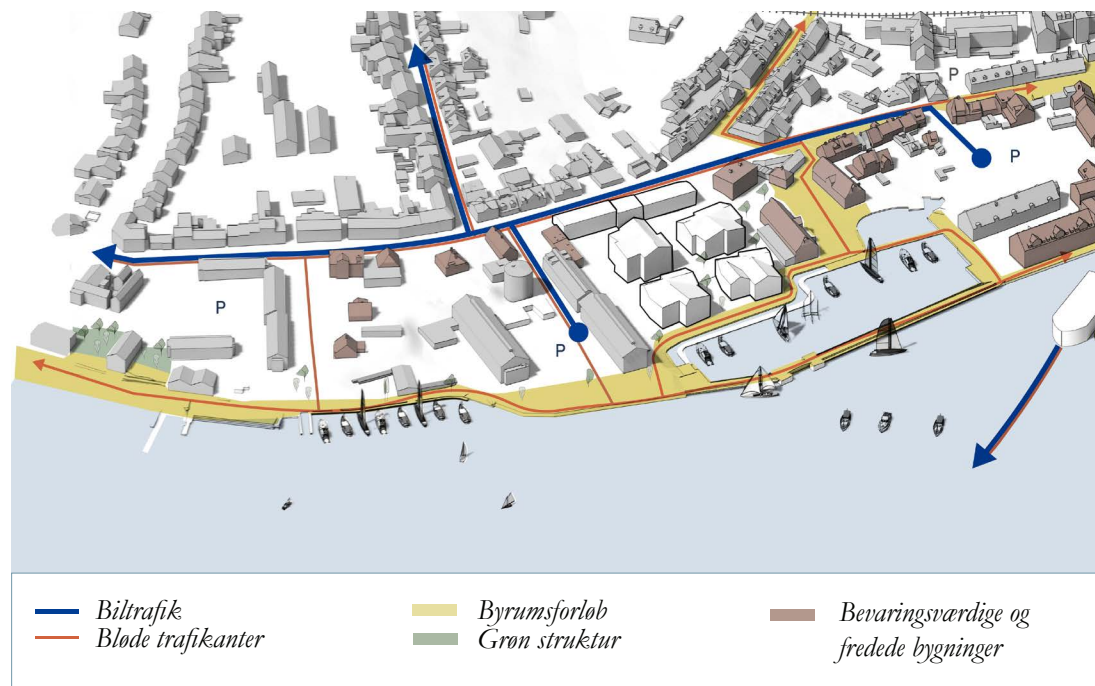 P
P
P
P
Biltrafik
Bløde trafikanter
Byrumsforløb
Grøn struktur
Bevaringsværdige og
fredede bygninger